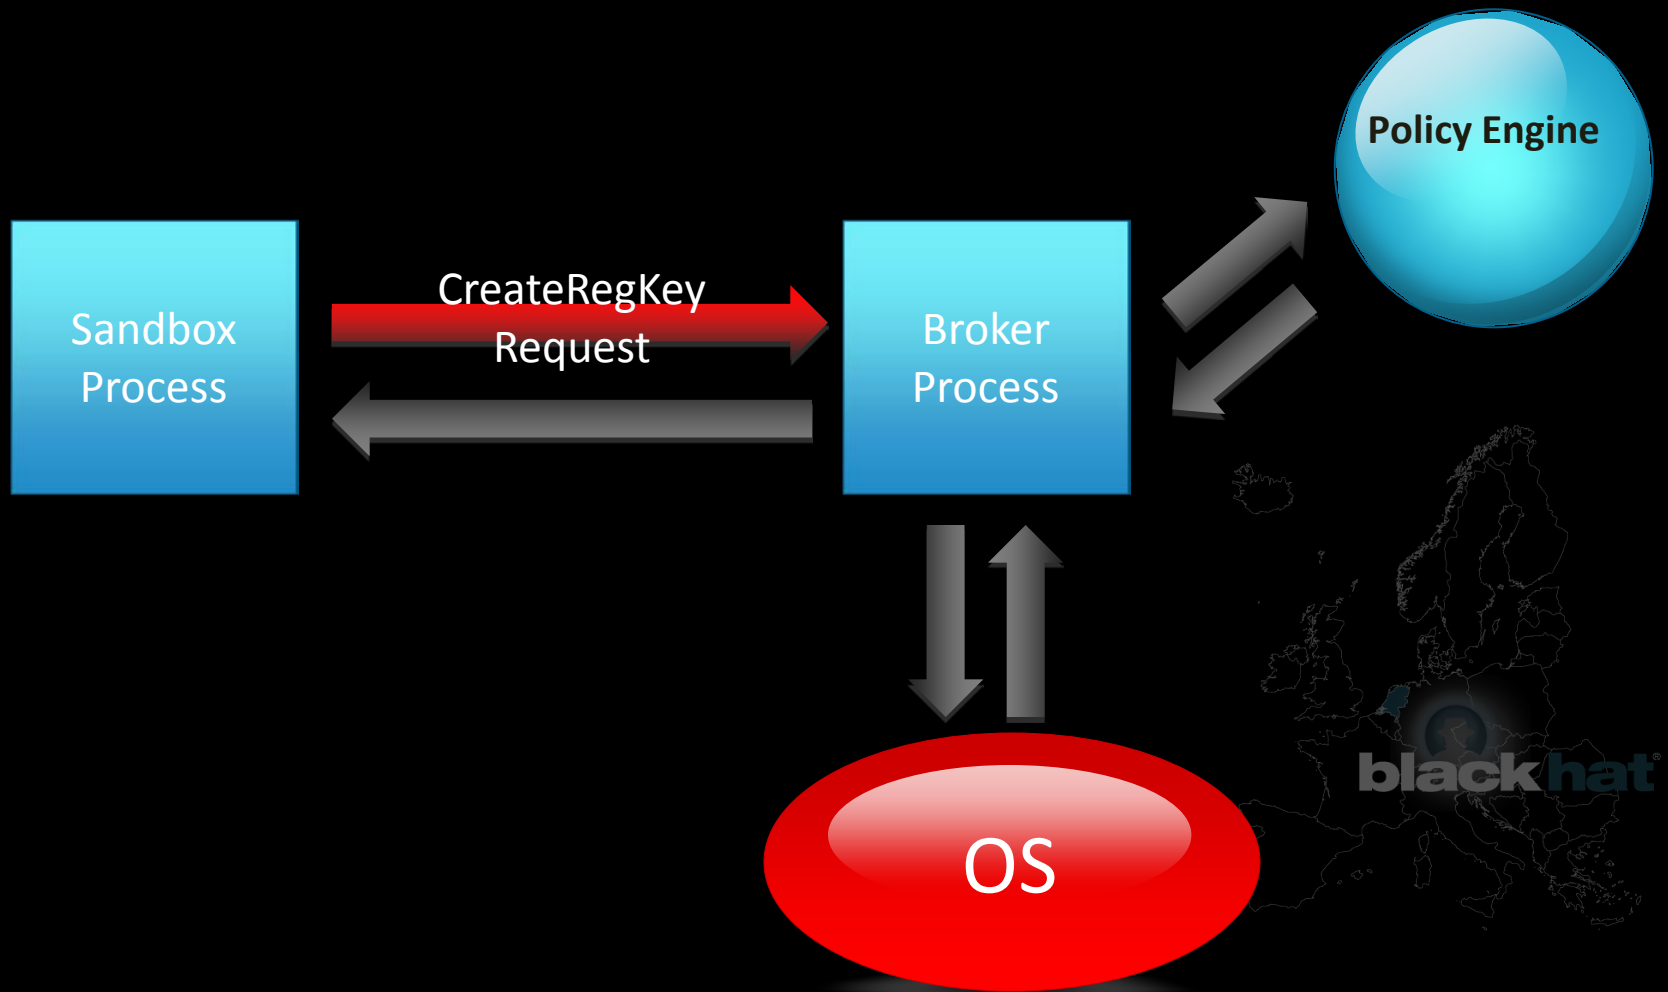 Policy Engine
CreateRegKey
Request
Sandbox
Process
Broker
Process
OS
blackhat®